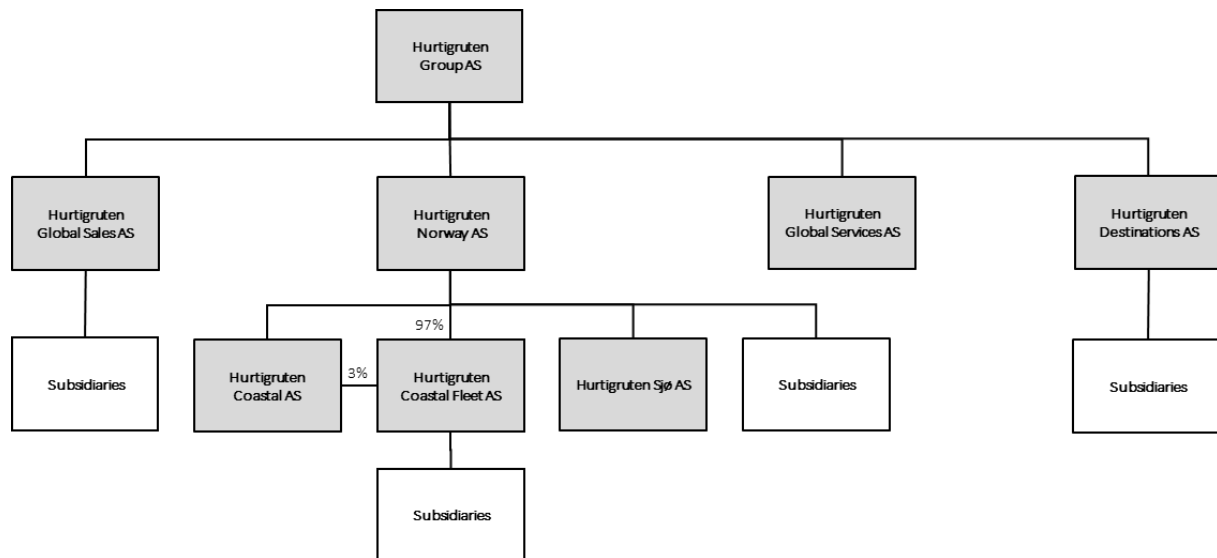 Hurtigruten
Group AS
Hurtigruten
Global Sales AS
Hurtigruten
Norway AS
Hurtigruten
Global Services AS
Hurtigruten
Destinations AS
97%
Subsidiaries
Hurtigruten
Coastal AS
3%
Hurtigruten
Coastal Fleet AS
Hurtigruten Sjø AS
Subsidiaries
Subsidiaries
Subsidiaries